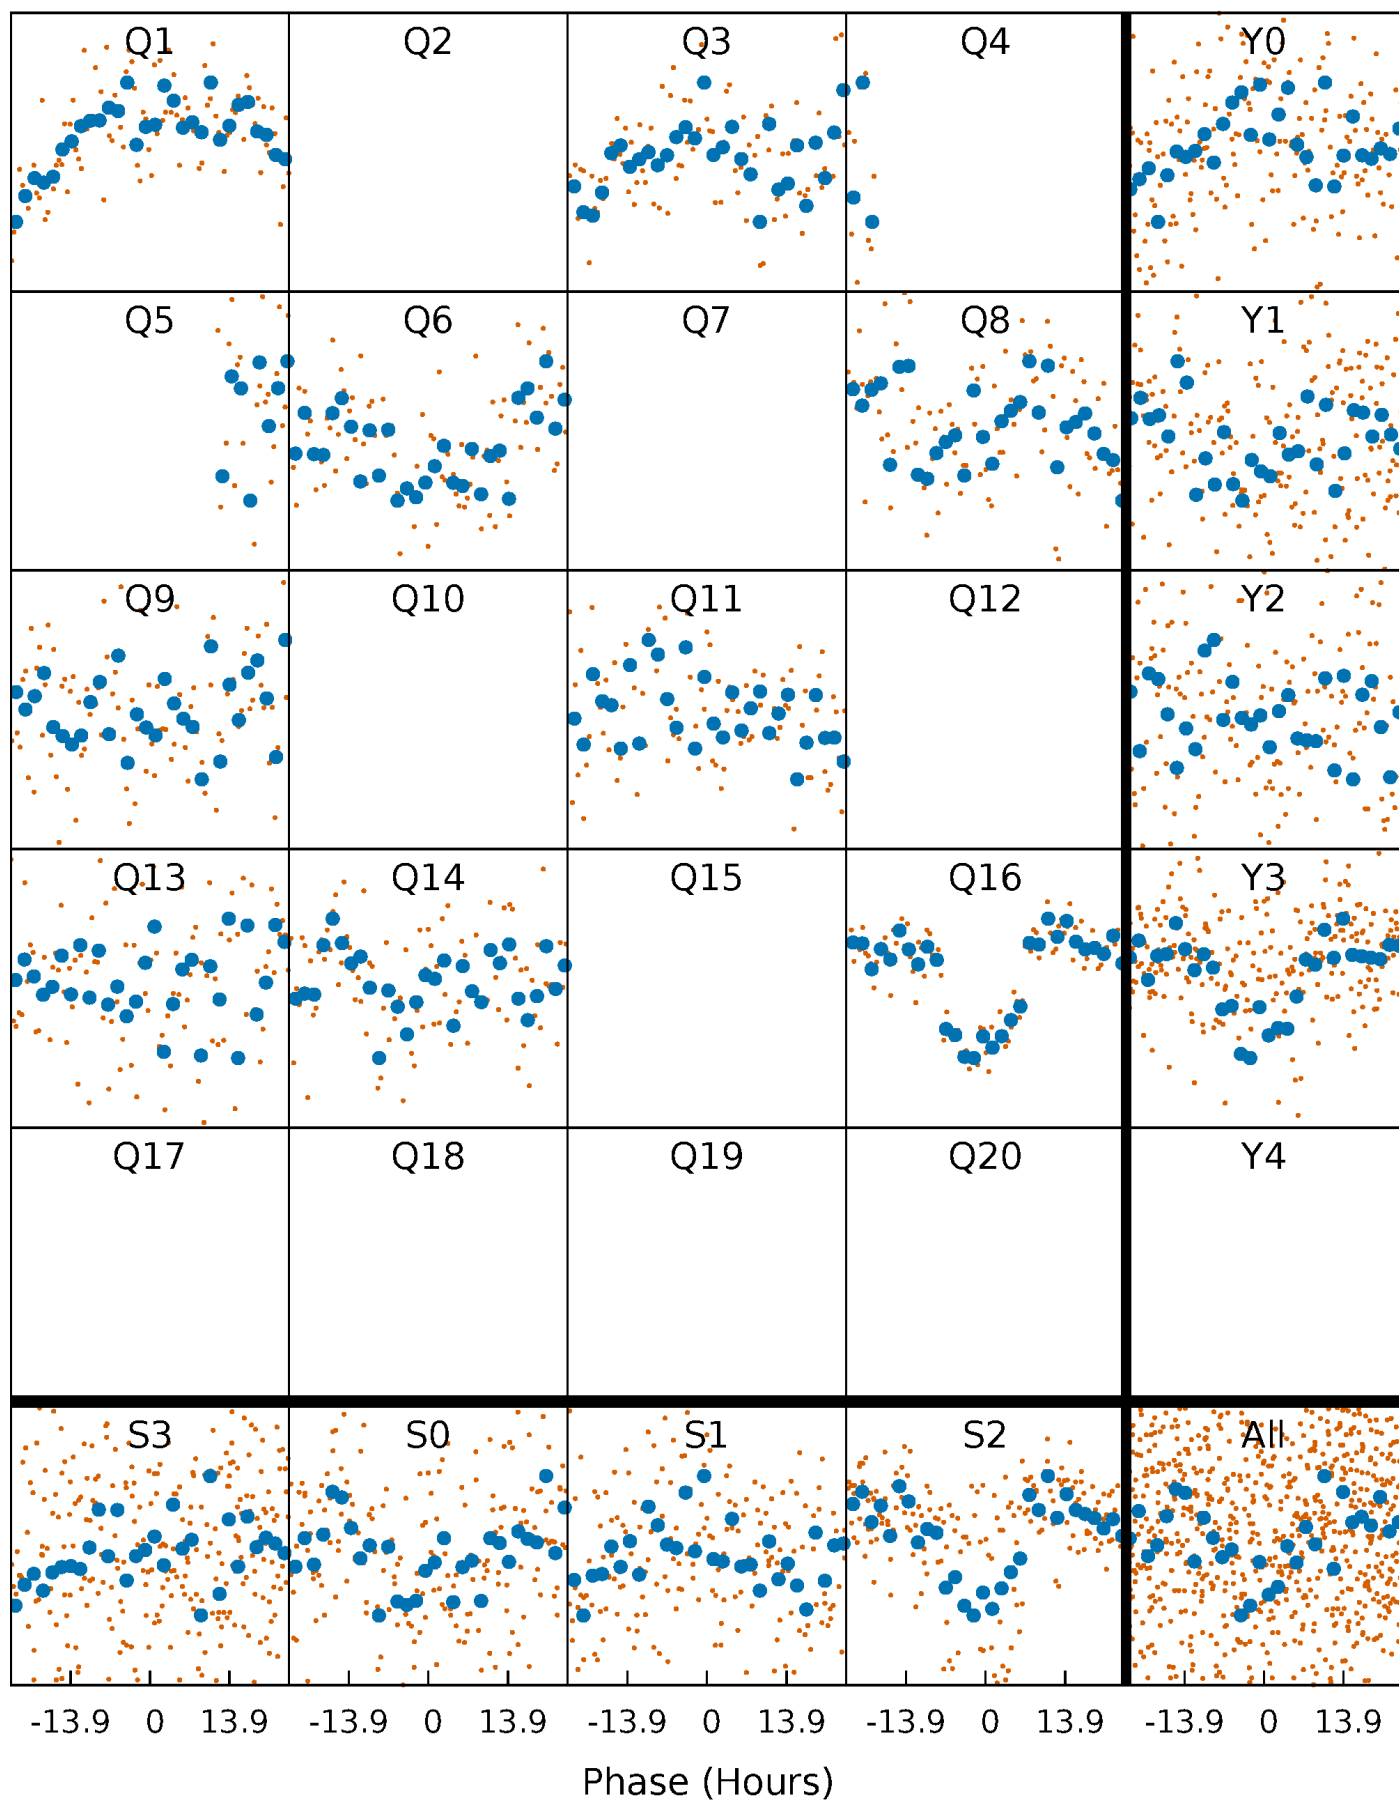 Q1 Q2 Q3 Q4 Y0
Q5 Q6 Q7 Q8 Y1
Q9 Q10 Q11 Q12 Y2
Q13 Q14 Q15 Q16 Y3
Q17 Q18 Q19 Q20 Y4
S3 S0 S1 S2 All
-13.9 0 13.9 -13.9 0 13.9 -13.9 0 13.9 -13.9 0 13.9 -13.9 0 13.9
Phase (Hours)